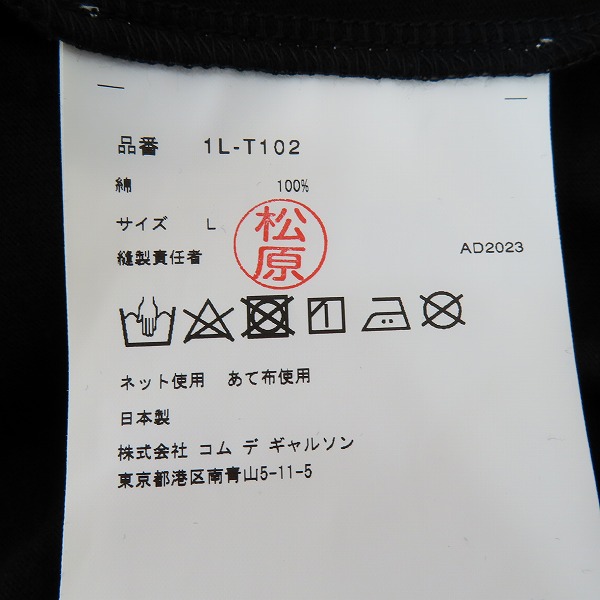 品番 1L-T102
綿 100%
サイズ L
縫製責任者 松原 AD2023
ネット使用 あて布使用
日本製
株式会社 コム デ ギャルソン
東京都港区南青山5-11-5